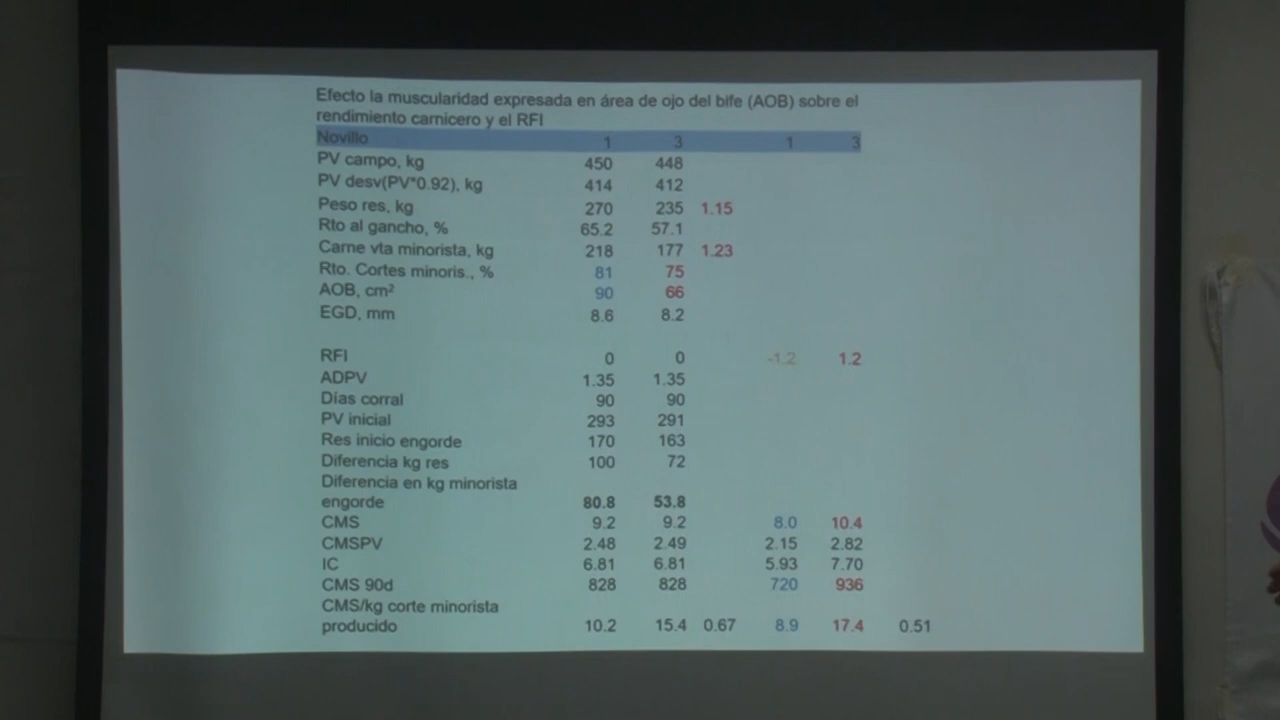 Efecto la muscularidad expresada en área de ojo del bife (AOB) sobre el
rendimiento carnicero y el RFI
Novillo 1 3 1 3
PV campo, kg 450 448
PV desv(PV*0.92), kg 414 412
Peso res, kg 270 235 1.15
Rto al gancho, % 65.2 57.1
Carne vta minorista, kg 218 177 1.23
Rto. Cortes minoris., % 81 75
AOB, cm² 90 66
EGD, mm 8.6 8.2
RFI 0 0 -1.2 1.2
ADPV 1.35 1.35
Días corral 90 90
PV inicial 293 291
Res inicio engorde 170 163
Diferencia kg res 100 72
Diferencia en kg minorista
engorde 80.8 53.8
CMS 9.2 9.2 8.0 10.4
CMSPV 2.48 2.49 2.15 2.82
IC 6.81 6.81 5.93 7.70
CMS 90d 828 828 720 936
CMS/kg corte minorista
producido 10.2 15.4 0.67 8.9 17.4 0.51